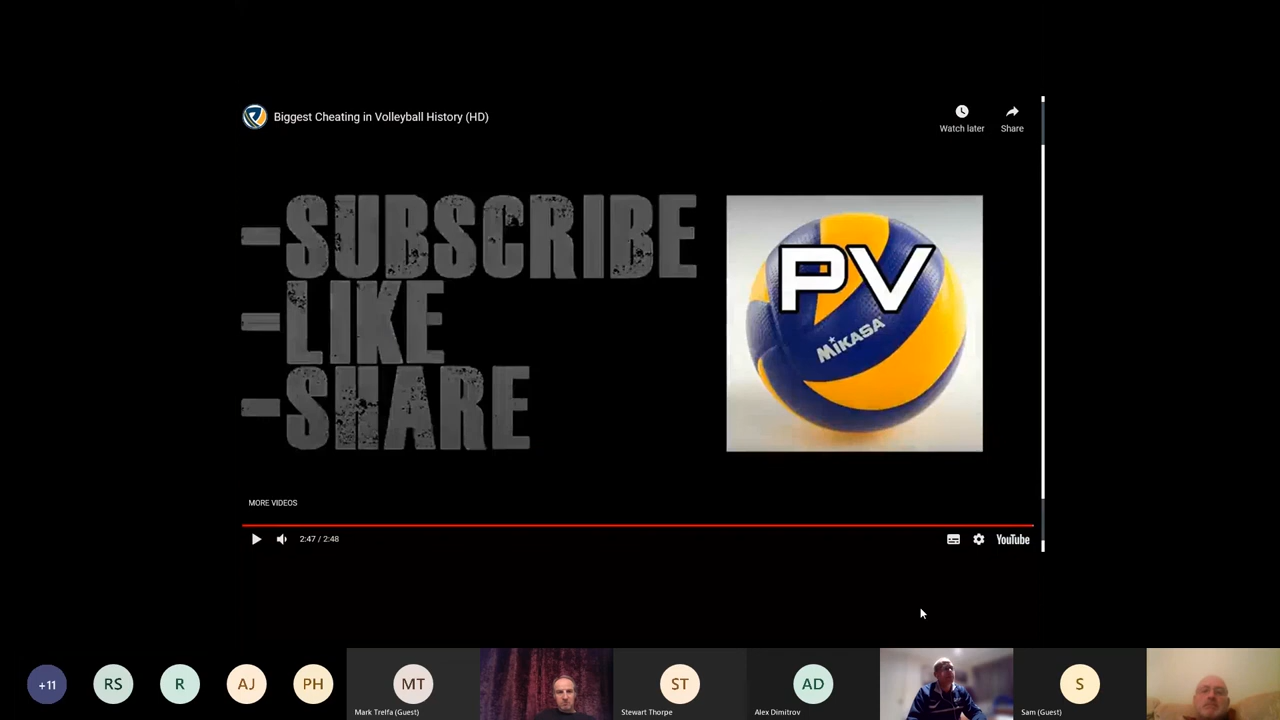 Biggest Cheating in Volleyball History (HD)
Watch later
Share
-SUBSCRIBE
-LIKE
-SHARE
PV
MIKASA
MORE VIDEOS
2:47 / 2:48
YouTube
+11
RS
R
AJ
PH
MT
ST
AD
S
Mark Trelfa (Guest)
Stewart Thorpe
Alex Dimitrov
Sam (Guest)